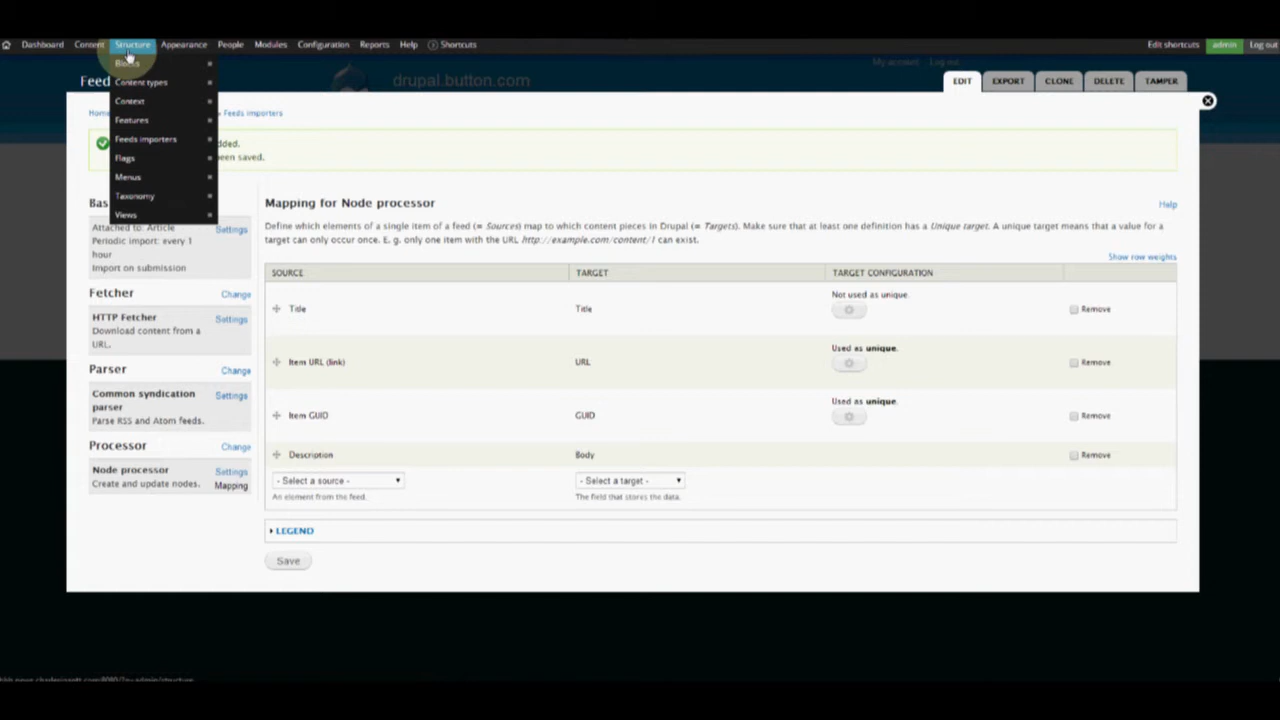 Dashboard Content Structure Appearance People Modules Configuration Reports Help Shortcuts Edit shortcuts admin Log out
My account Log out
Blocks
Feed drupal.button.com EDIT EXPORT CLONE DELETE TAMPER
Content types
Context
Home » Feeds importers
Features
Feeds importers
dded.
Flags
een saved.
Menus
Taxonomy
Views
Bas
Attached to: Article Settings
Periodic import: every 1
hour
Import on submission
Fetcher Change
HTTP Fetcher Settings
Download content from a
URL.
Parser Change
Common syndication Settings
parser
Parse RSS and Atom feeds.
Processor Change
Node processor Settings
Create and update nodes. Mapping
Mapping for Node processor Help
Define which elements of a single item of a feed (= Sources) map to which content pieces in Drupal (= Targets). Make sure that at least one definition has a Unique target. A unique target means that a value for a
target can only occur once. E. g. only one item with the URL http://example.com/content/1 can exist.
Show row weights
SOURCE TARGET TARGET CONFIGURATION
Not used as unique.
Title Title Remove
Used as unique.
Item URL (link) URL Remove
Used as unique.
Item GUID GUID Remove
Description Body Remove
- Select a source - - Select a target -
An element from the feed. The field that stores the data.
LEGEND
Save